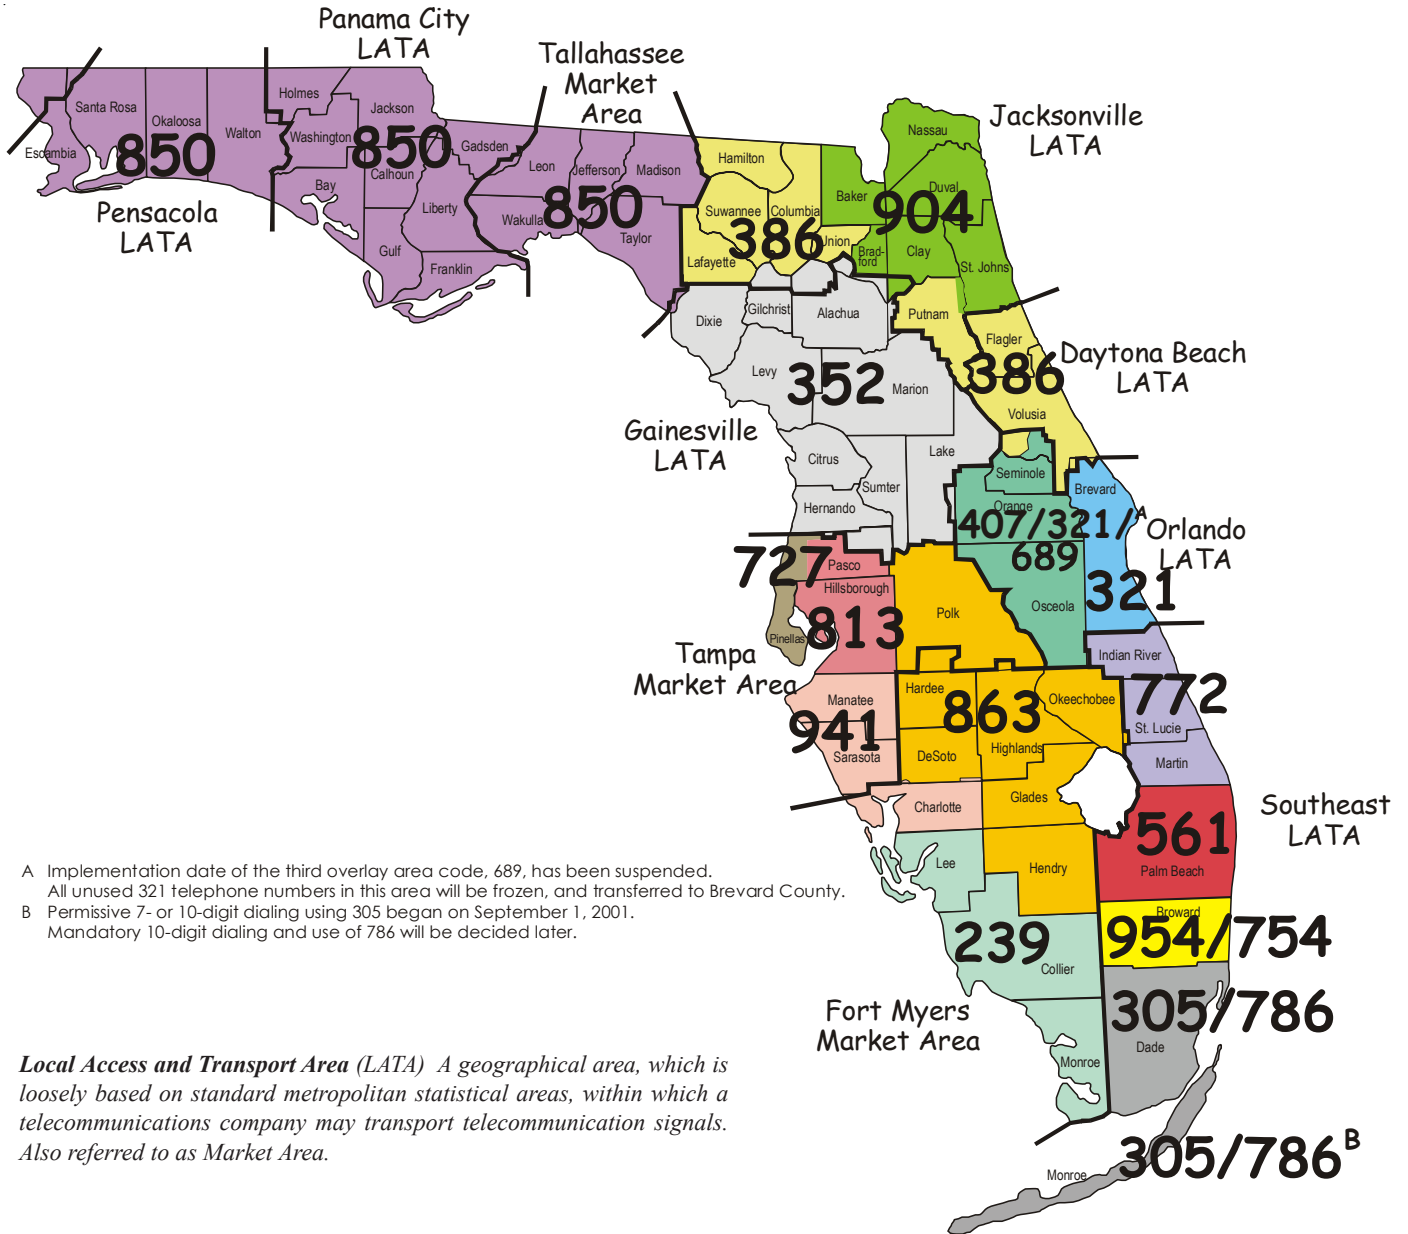 Panama City
LATA
Tallahassee
Market
Area
Jacksonville
LATA
Holmes
Santa Rosa
Jackson
Okaloosa
Walton
Washington
Nassau
Escambia
850
850
Gadsden
Leon
Jefferson
Madison
Hamilton
Calhoun
Bay
Liberty
Wakulla
850
Taylor
Baker
Duval
904
Suwannee
Columbia
386
Union
Lafayette
Brad-
ford
Clay
St. Johns
Pensacola
LATA
Gulf
Franklin
Dixie
Gilchrist
Alachua
Putnam
Flagler
Daytona Beach
LATA
Levy
352
Marion
386
Volusia
Gainesville
LATA
Citrus
Lake
Sumter
Seminole
Brevard
Hernando
Orange
407/321/A
689
Orlando
LATA
727
Pasco
Hillsborough
813
Pinellas
Polk
Osceola
321
Tampa
Market Area
Indian River
Manatee
941
Sarasota
Hardee
863
Okeechobee
772
St. Lucie
DeSoto
Highlands
Martin
Charlotte
Glades
Southeast
LATA
561
Palm Beach
Lee
Hendry
A Implementation date of the third overlay area code, 689, has been suspended.
All unused 321 telephone numbers in this area will be frozen, and transferred to Brevard County.
B Permissive 7- or 10-digit dialing using 305 began on September 1, 2001.
Mandatory 10-digit dialing and use of 786 will be decided later.
Broward
954/754
239
Collier
Fort Myers
Market Area
305/786
Dade
Monroe
Local Access and Transport Area (LATA) A geographical area, which is
loosely based on standard metropolitan statistical areas, within which a
telecommunications company may transport telecommunication signals.
Also referred to as Market Area.
305/786B
Monroe